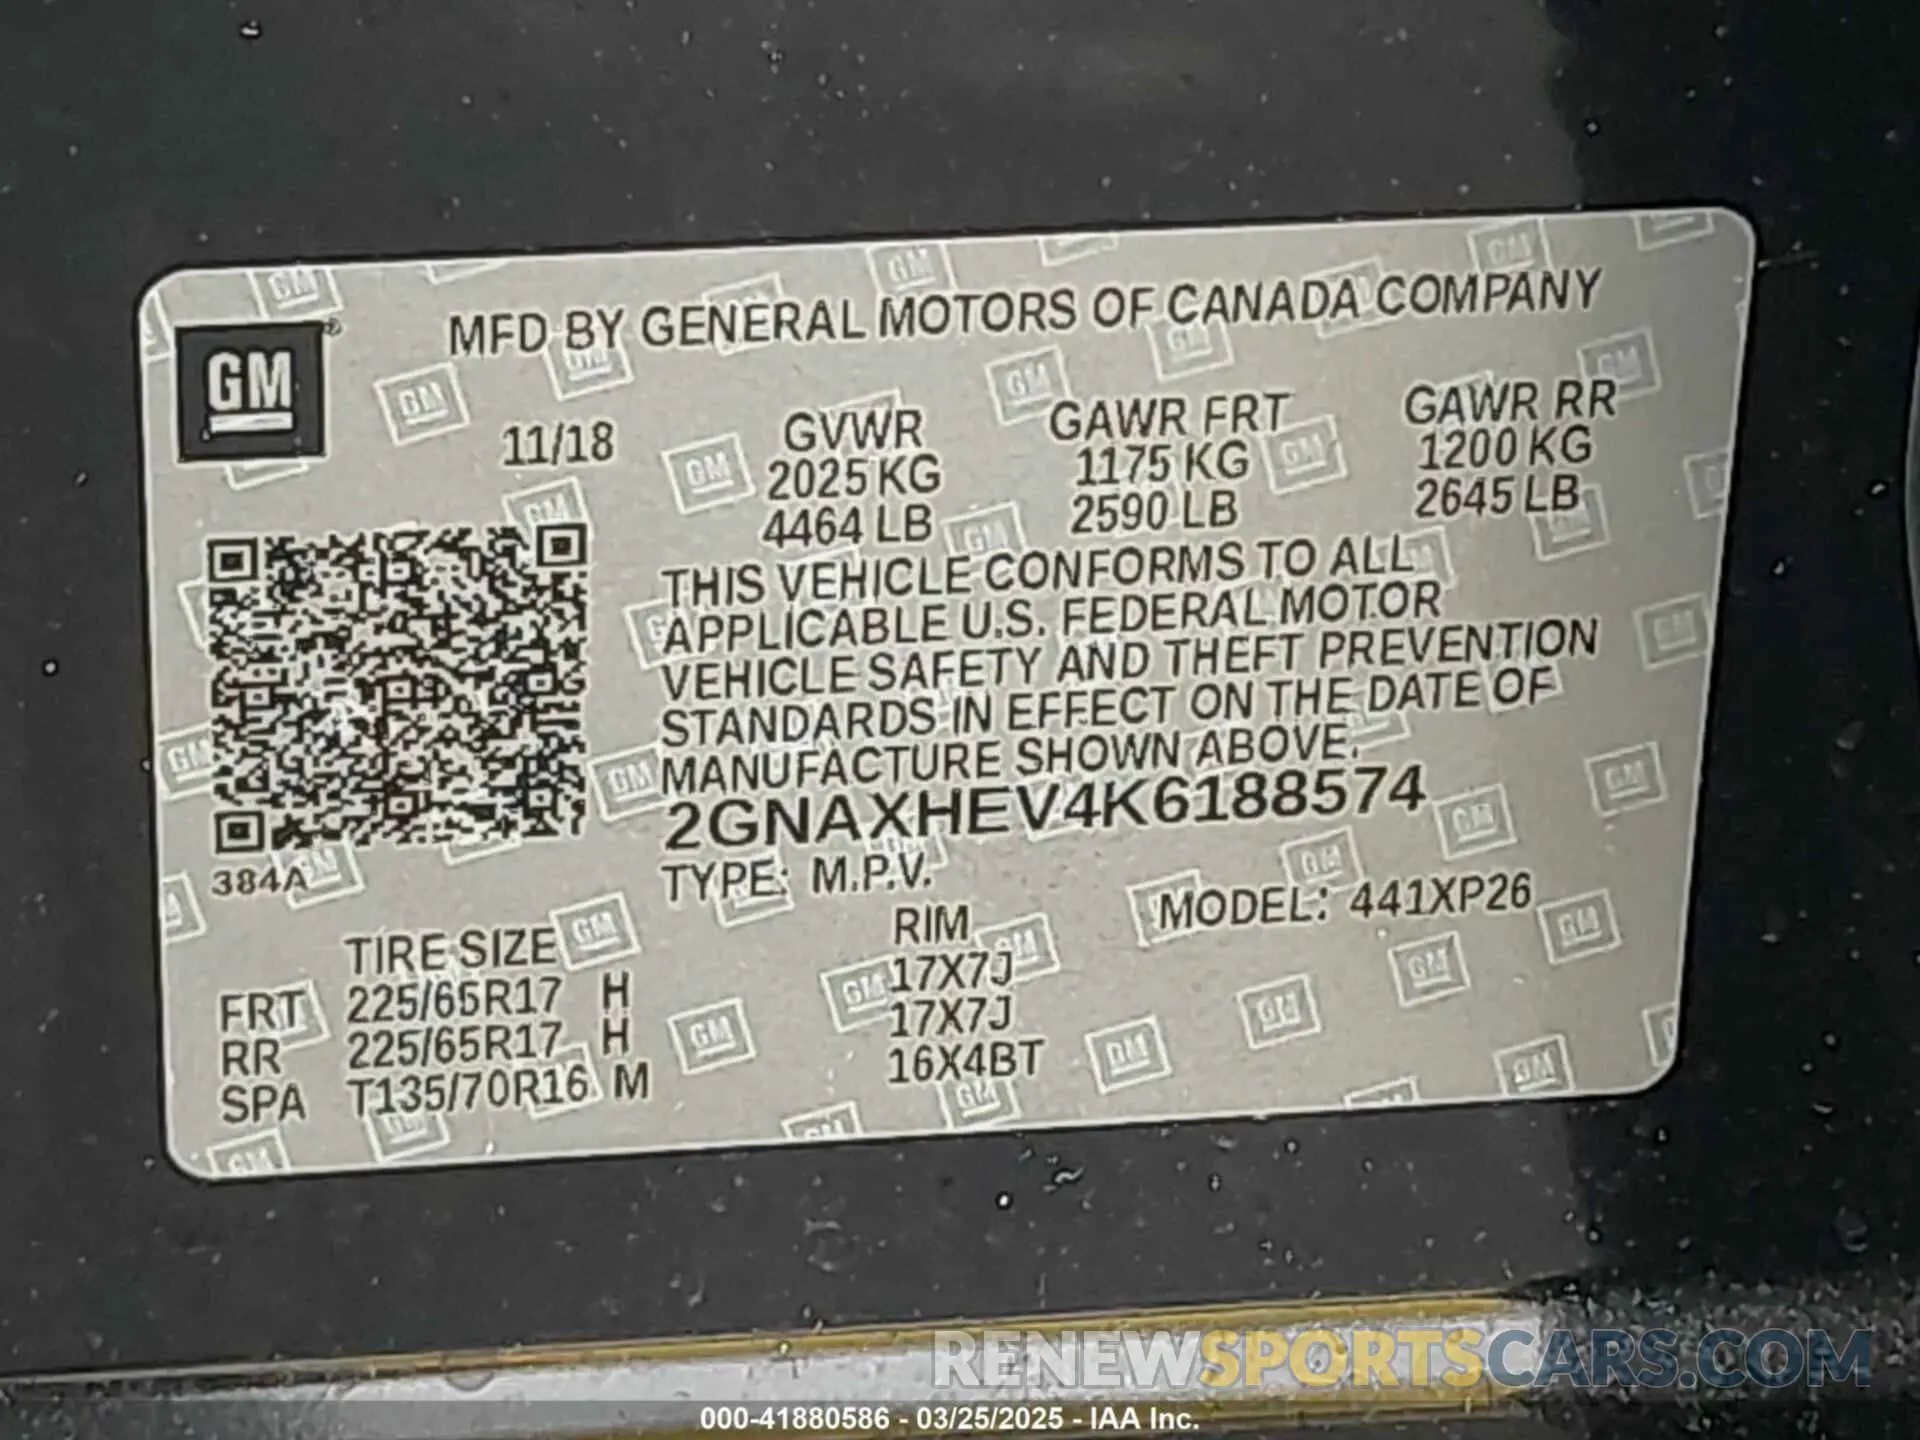 MFD BY GENERAL MOTORS OF CANADA COMPANY
GM®
11/18 GVWR GAWR FRT GAWR RR
2025 KG 1175 KG 1200 KG
4464 LB 2590 LB 2645 LB
THIS VEHICLE CONFORMS TO ALL
APPLICABLE U.S. FEDERAL MOTOR
VEHICLE SAFETY AND THEFT PREVENTION
STANDARDS IN EFFECT ON THE DATE OF
MANUFACTURE SHOWN ABOVE.
2GNAXHEV4K6188574
384A
TYPE: M.P.V. MODEL: 441XP26
TIRE SIZE RIM
FRT 225/65R17 H 17X7J
RR 225/65R17 H 17X7J
SPA T135/70R16 M 16X4BT
RENEWSPORTSCARS.COM
000-41880586 - 03/25/2025 - IAA Inc.